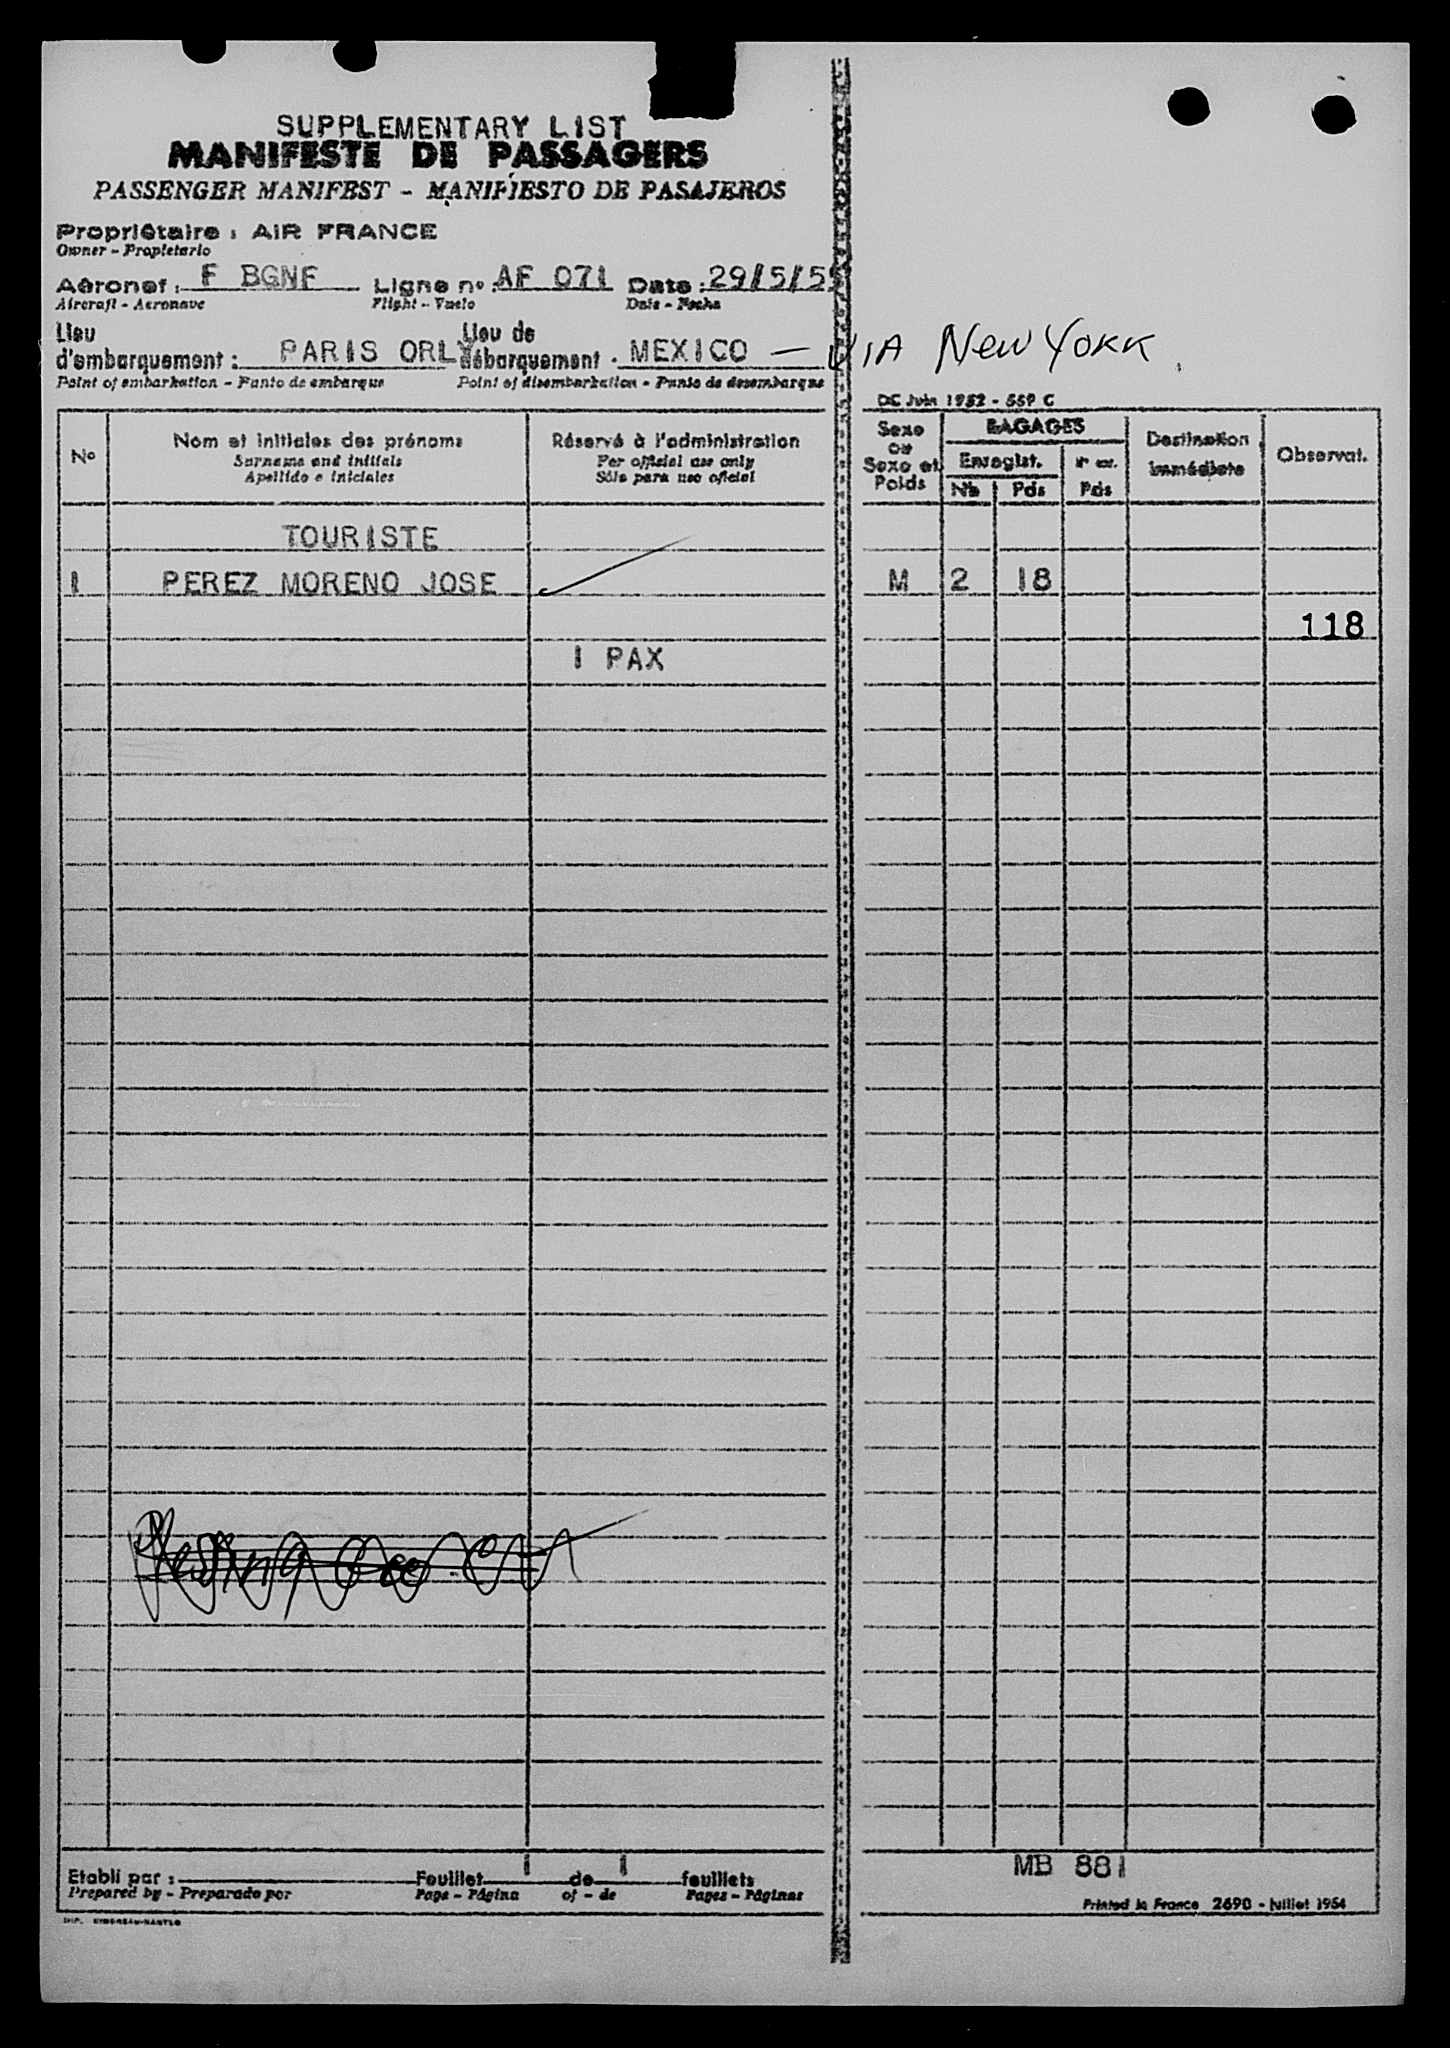 SUPPLEMENTARY LIST
MANIFESTE DE PASSAGERS
PASSENGER MANIFEST - MANIFIESTO DE PASAJEROS
Propriétaire : AIR FRANCE
Owner - Propietario
Aéronef : F BGNF Ligne nº AF 071 Date : 29/5/55
Aircraft - Aeronave Flight - Vuelo Date - Fecha
Lieu d'embarquement : PARIS ORLY Lieu de débarquement : MEXICO — VIA NEW YORK
Point of embarkation - Punto de embarque Point of disembarkation - Punto de desembarque
DC Juin 1952 - 559 C
Nº Nom et initiales des prénoms Réservé à l'administration Sexe ou Sexe et Poids BAGAGES Destination immédiate Observat.
Surname and initials For official use only Enregist. Nb Pds Pds
Apellido e iniciales Sólo para uso oficial
TOURISTE
1 PEREZ MORENO JOSE M 2 18
118
1 PAX
Etabli par : Feuillet 1 de 1 feuillets
Prepared by - Preparado por Page - Página of - de Pages - Páginas
MB 881
Printed in France 2690 - juillet 1954